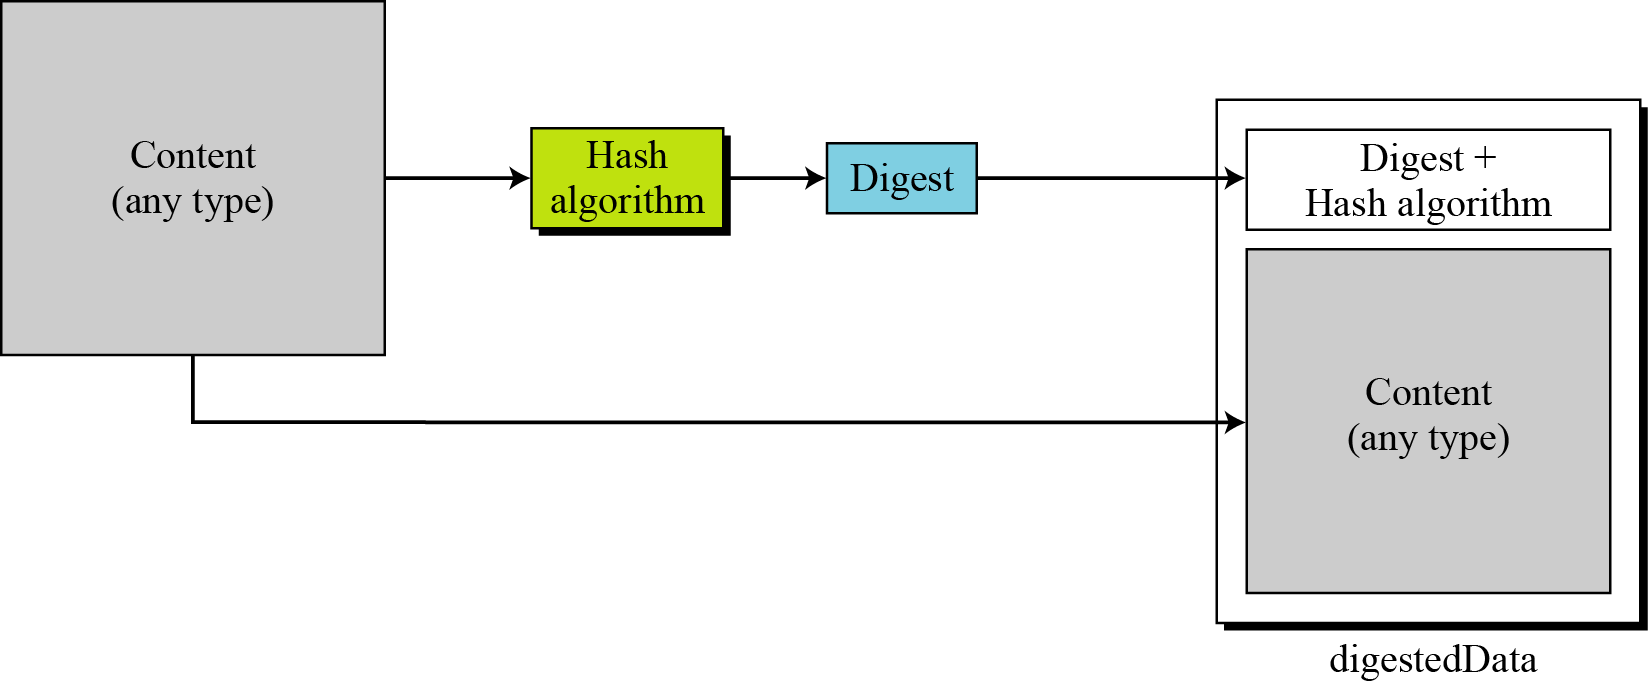 Content
(any type)
Hash
algorithm
Digest
Digest +
Hash algorithm
Content
(any type)
digestedData